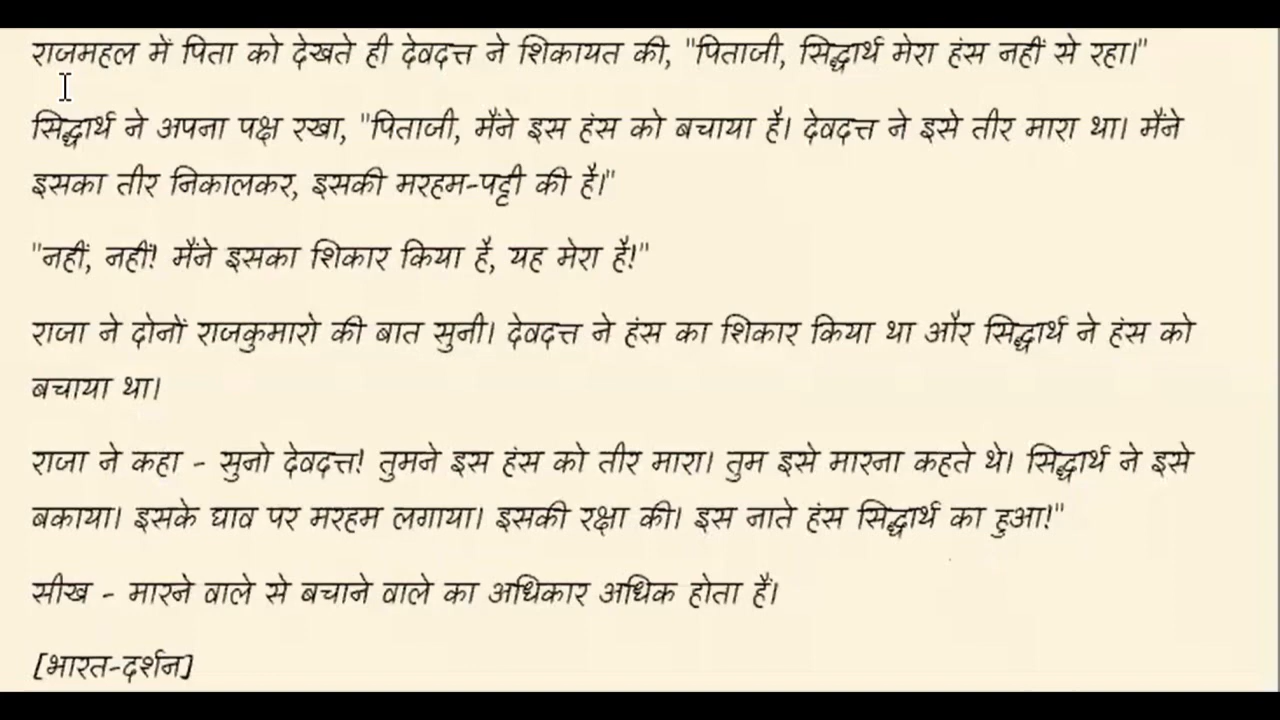 राजमहल में पिता को देखते ही देवदत्त ने शिकायत की, "पिताजी, सिद्धार्थ मेरा हंस नहीं से रहा।"
सिद्धार्थ ने अपना पक्ष रखा, "पिताजी, मैंने इस हंस को बचाया है। देवदत्त ने इसे तीर मारा था। मैंने
इसका तीर निकालकर, इसकी मरहम-पट्टी की है।"
"नहीं, नहीं! मैंने इसका शिकार किया है, यह मेरा है!"
राजा ने दोनों राजकुमारो की बात सुनी। देवदत्त ने हंस का शिकार किया था और सिद्धार्थ ने हंस को
बचाया था।
राजा ने कहा - सुनो देवदत्त! तुमने इस हंस को तीर मारा। तुम इसे मारना कहते थे। सिद्धार्थ ने इसे
बकाया। इसके घाव पर मरहम लगाया। इसकी रक्षा की। इस नाते हंस सिद्धार्थ का हुआ!"
सीख - मारने वाले से बचाने वाले का अधिकार अधिक होता हैं।
[भारत-दर्शन]